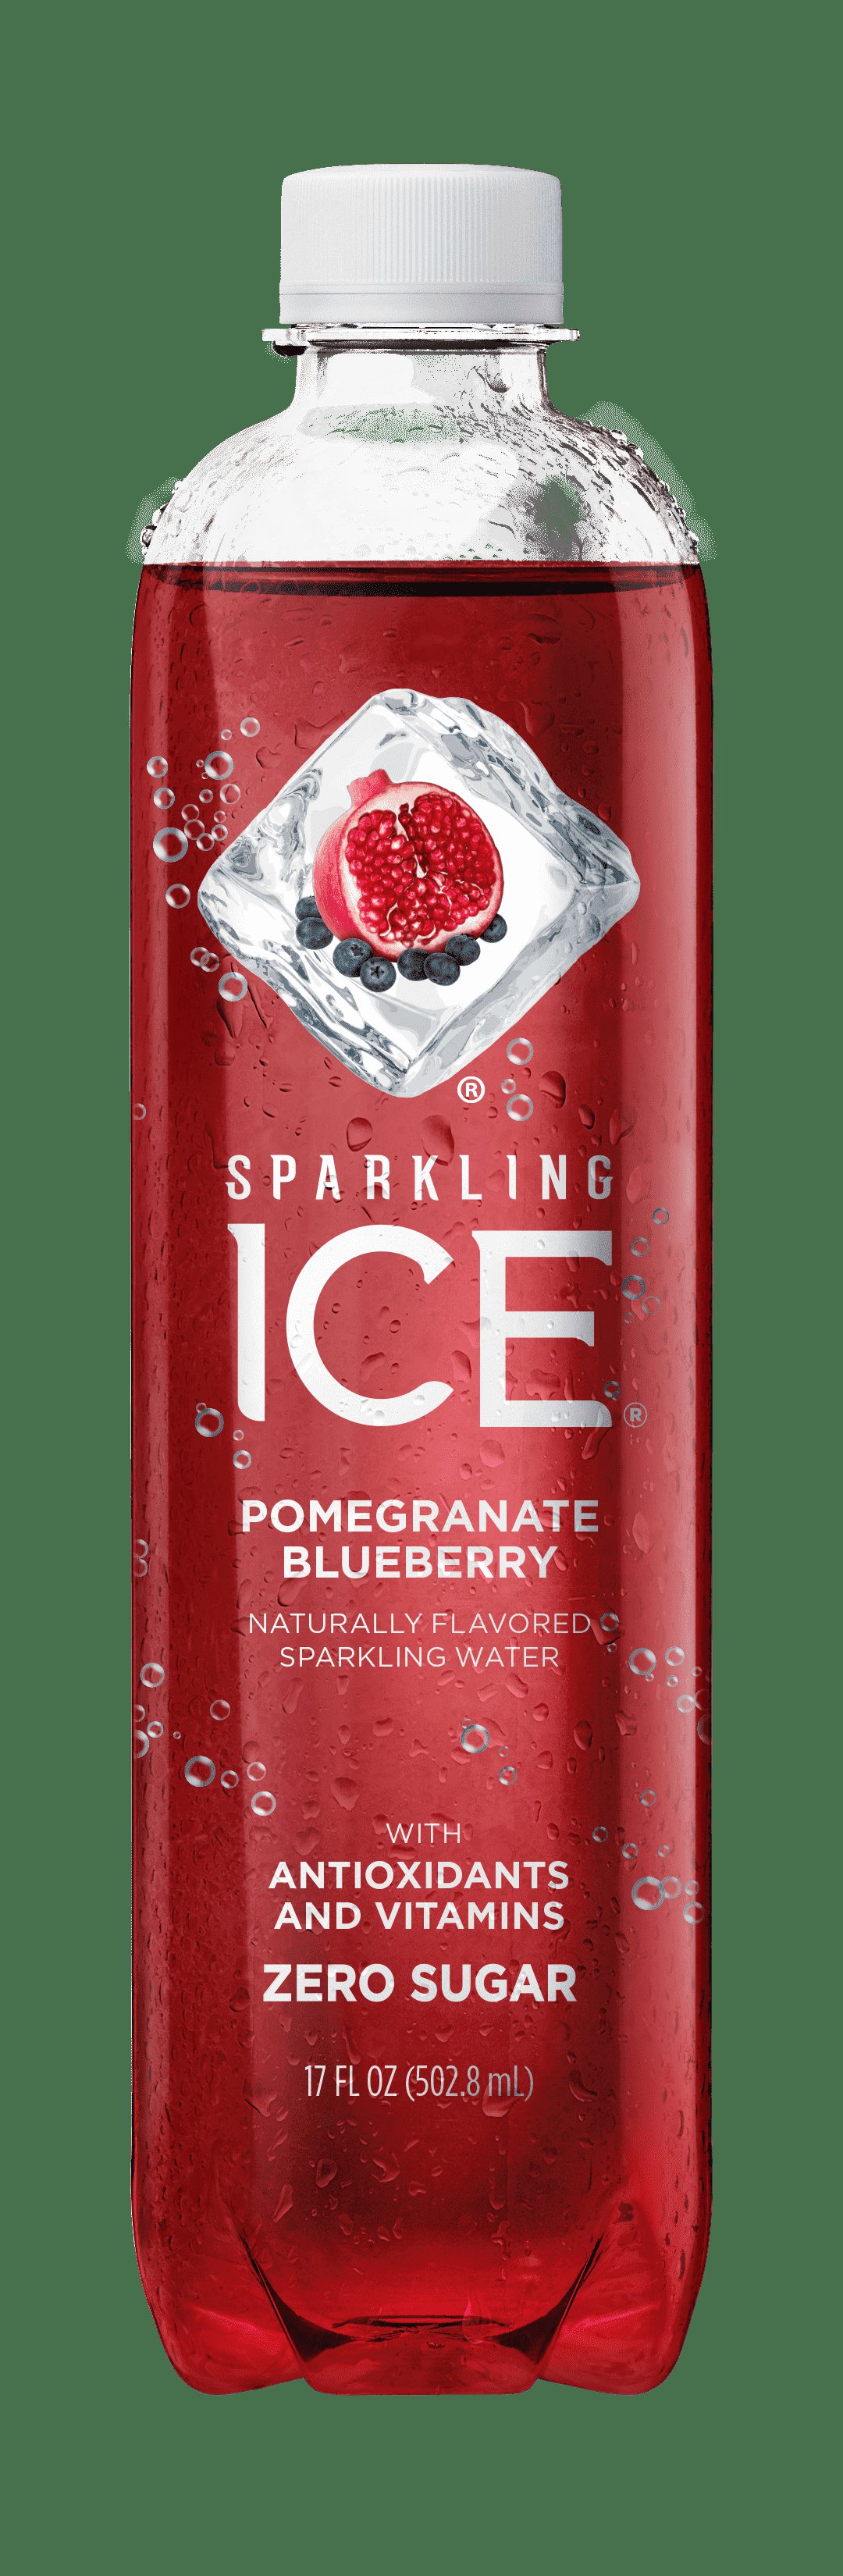 ®
SPARKLING
ICE®
POMEGRANATE
BLUEBERRY
NATURALLY FLAVORED
SPARKLING WATER
WITH
ANTIOXIDANTS
AND VITAMINS
ZERO SUGAR
17 FL OZ (502.8 mL)